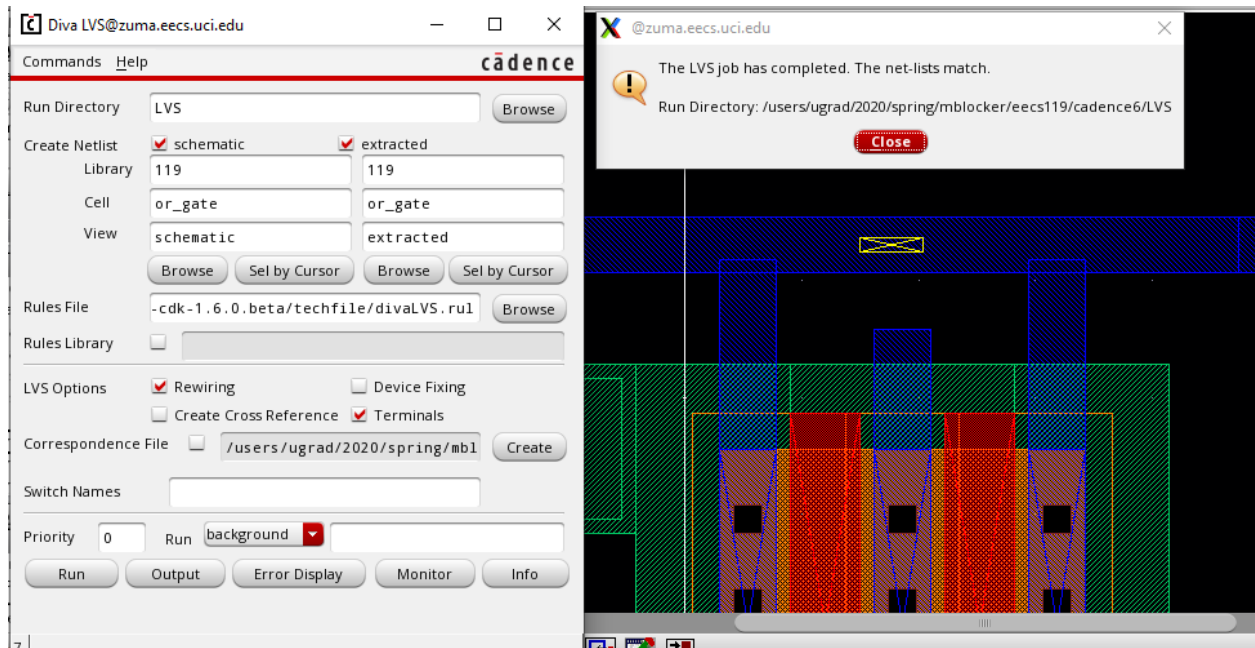 Diva LVS@zuma.eecs.uci.edu
Commands Help cādence
Run Directory LVS Browse
Create Netlist schematic extracted
Library 119 119
Cell or_gate or_gate
View schematic extracted
Browse Sel by Cursor Browse Sel by Cursor
Rules File -cdk-1.6.0.beta/techfile/divaLVS.rul Browse
Rules Library
LVS Options Rewiring Device Fixing
Create Cross Reference Terminals
Correspondence File /users/ugrad/2020/spring/mbl Create
Switch Names
Priority 0 Run background
Run Output Error Display Monitor Info
7
@zuma.eecs.uci.edu
The LVS job has completed. The net-lists match.
Run Directory: /users/ugrad/2020/spring/mblocker/eecs119/cadence6/LVS
Close